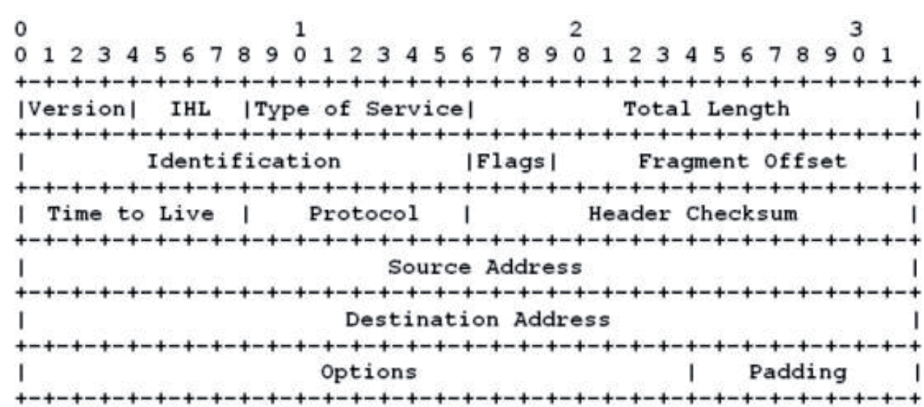 0                   1                   2                   3
0 1 2 3 4 5 6 7 8 9 0 1 2 3 4 5 6 7 8 9 0 1 2 3 4 5 6 7 8 9 0 1
+-+-+-+-+-+-+-+-+-+-+-+-+-+-+-+-+-+-+-+-+-+-+-+-+-+-+-+-+-+-+-+-+
|Version|  IHL  |Type of Service|          Total Length         |
+-+-+-+-+-+-+-+-+-+-+-+-+-+-+-+-+-+-+-+-+-+-+-+-+-+-+-+-+-+-+-+-+
|         Identification        |Flags|      Fragment Offset    |
+-+-+-+-+-+-+-+-+-+-+-+-+-+-+-+-+-+-+-+-+-+-+-+-+-+-+-+-+-+-+-+-+
|  Time to Live |    Protocol   |         Header Checksum       |
+-+-+-+-+-+-+-+-+-+-+-+-+-+-+-+-+-+-+-+-+-+-+-+-+-+-+-+-+-+-+-+-+
|                       Source Address                          |
+-+-+-+-+-+-+-+-+-+-+-+-+-+-+-+-+-+-+-+-+-+-+-+-+-+-+-+-+-+-+-+-+
|                    Destination Address                        |
+-+-+-+-+-+-+-+-+-+-+-+-+-+-+-+-+-+-+-+-+-+-+-+-+-+-+-+-+-+-+-+-+
|                    Options                    |    Padding    |
+-+-+-+-+-+-+-+-+-+-+-+-+-+-+-+-+-+-+-+-+-+-+-+-+-+-+-+-+-+-+-+-+